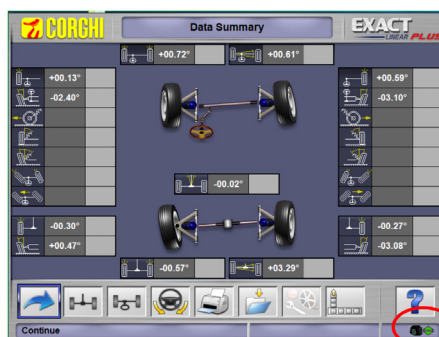 CORGHI
Data Summary
EXACT
LINEAR PLUS
+00.72°
+00.61°
+00.13°
-02.40°
+00.59°
-03.10°
-00.02°
-00.30°
+00.47°
-00.27°
-03.08°
-00.57°
+03.29°
?
Continue